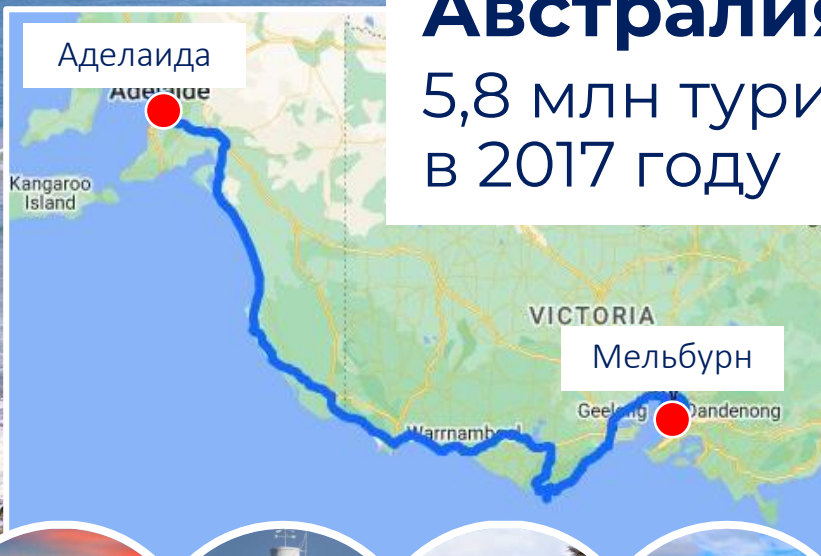 Австралия
5,8 млн тури
в 2017 году
Аделаида
Adelaide
Kangaroo
Island
VICTORIA
Мельбурн
Geelong
Dandenong
Warrnambool